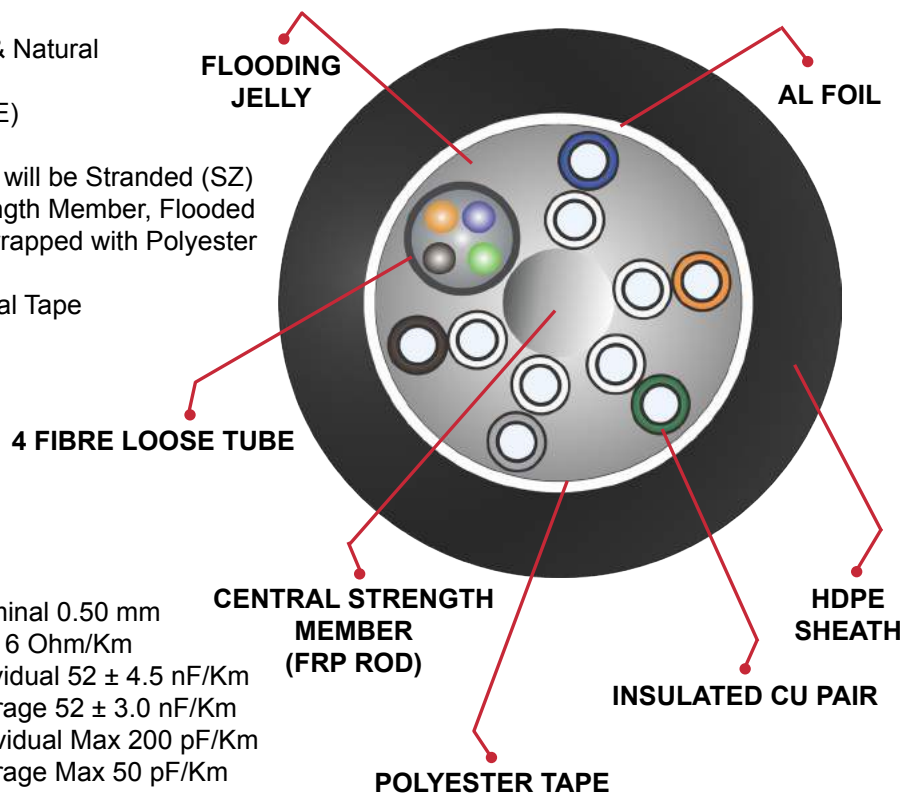 & Natural
E)
will be Stranded (SZ)
ngth Member, Flooded
wrapped with Polyester
al Tape
FLOODING
JELLY
AL FOIL
4 FIBRE LOOSE TUBE
minal 0.50 mm
6 Ohm/Km
vidual 52 ± 4.5 nF/Km
rage 52 ± 3.0 nF/Km
vidual Max 200 pF/Km
rage Max 50 pF/Km
CENTRAL STRENGTH
MEMBER
(FRP ROD)
HDPE
SHEATH
INSULATED CU PAIR
POLYESTER TAPE